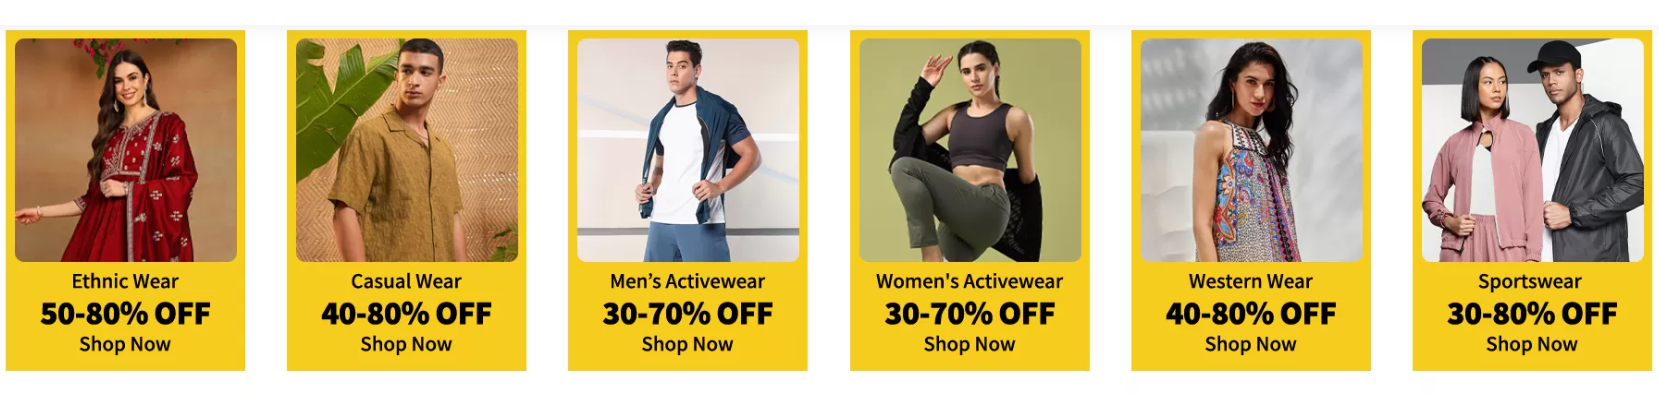 Ethnic Wear
50-80% OFF
Shop Now
Casual Wear
40-80% OFF
Shop Now
Men’s Activewear
30-70% OFF
Shop Now
Women's Activewear
30-70% OFF
Shop Now
Western Wear
40-80% OFF
Shop Now
Sportswear
30-80% OFF
Shop Now